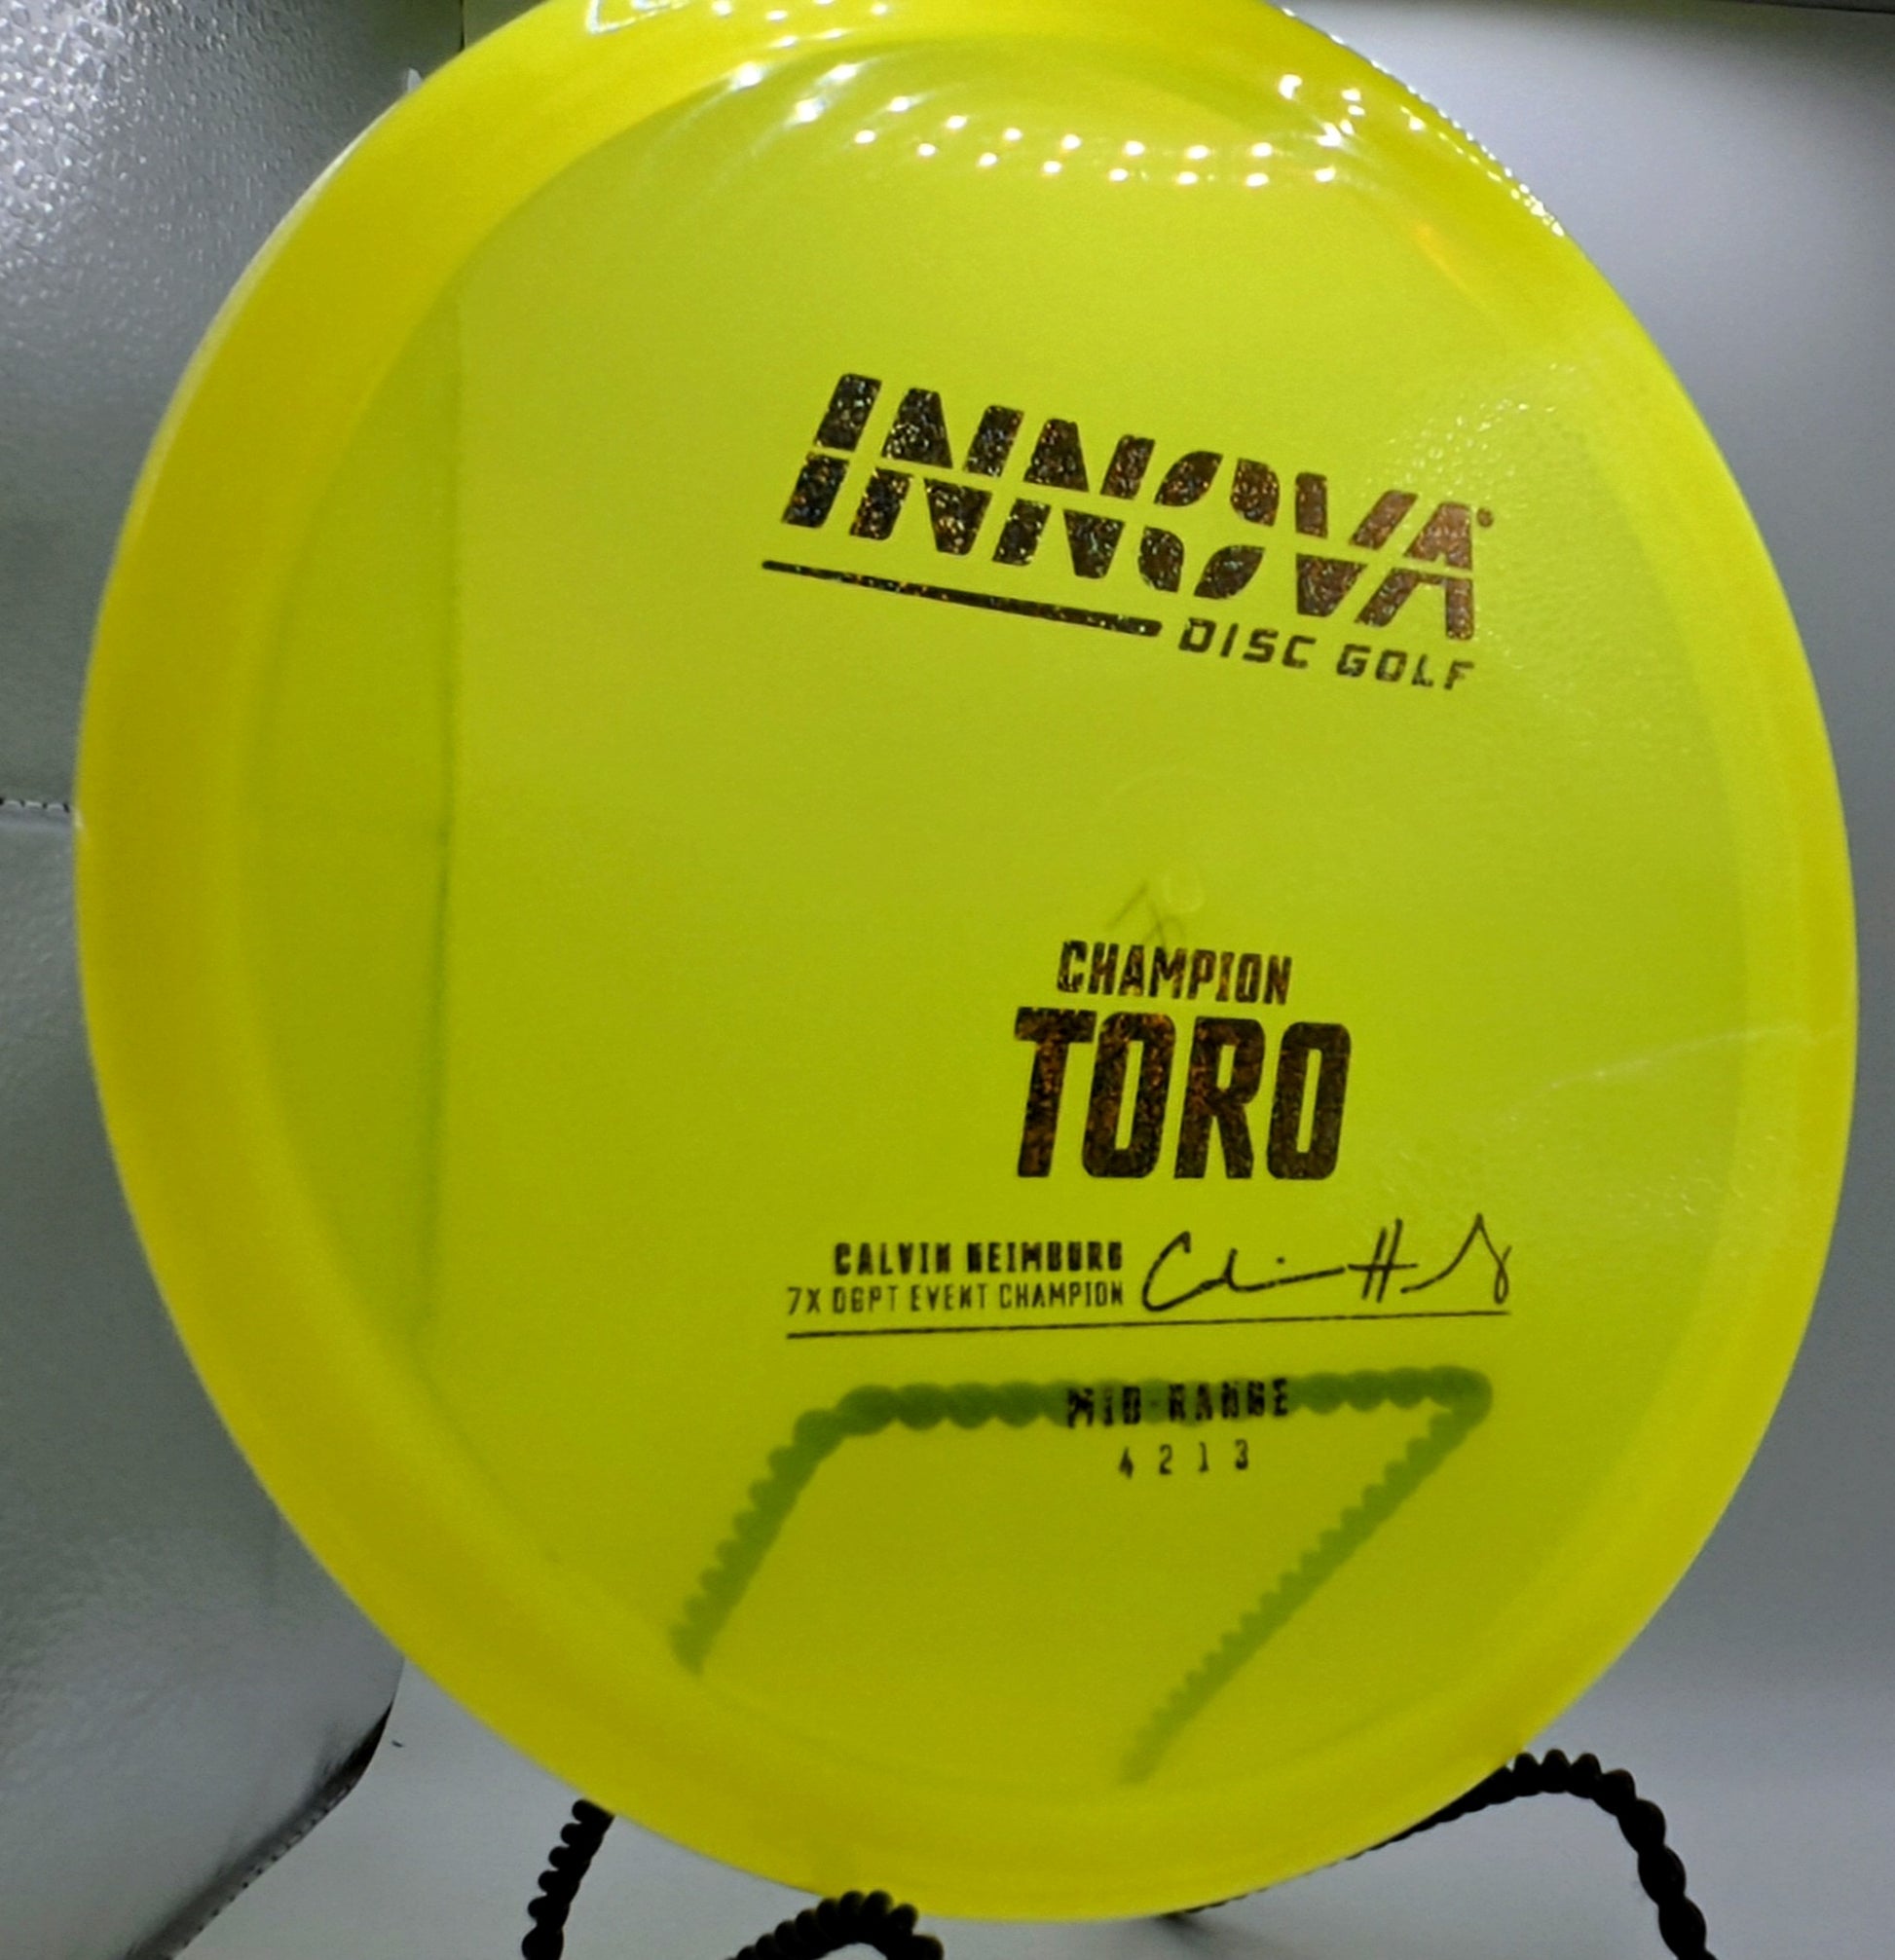 INNOVA®
DISC GOLF
CHAMPION
TORO
CALVIN HEIMBURG
7X DGPT EVENT CHAMPION
MID-RANGE
4 2 1 3